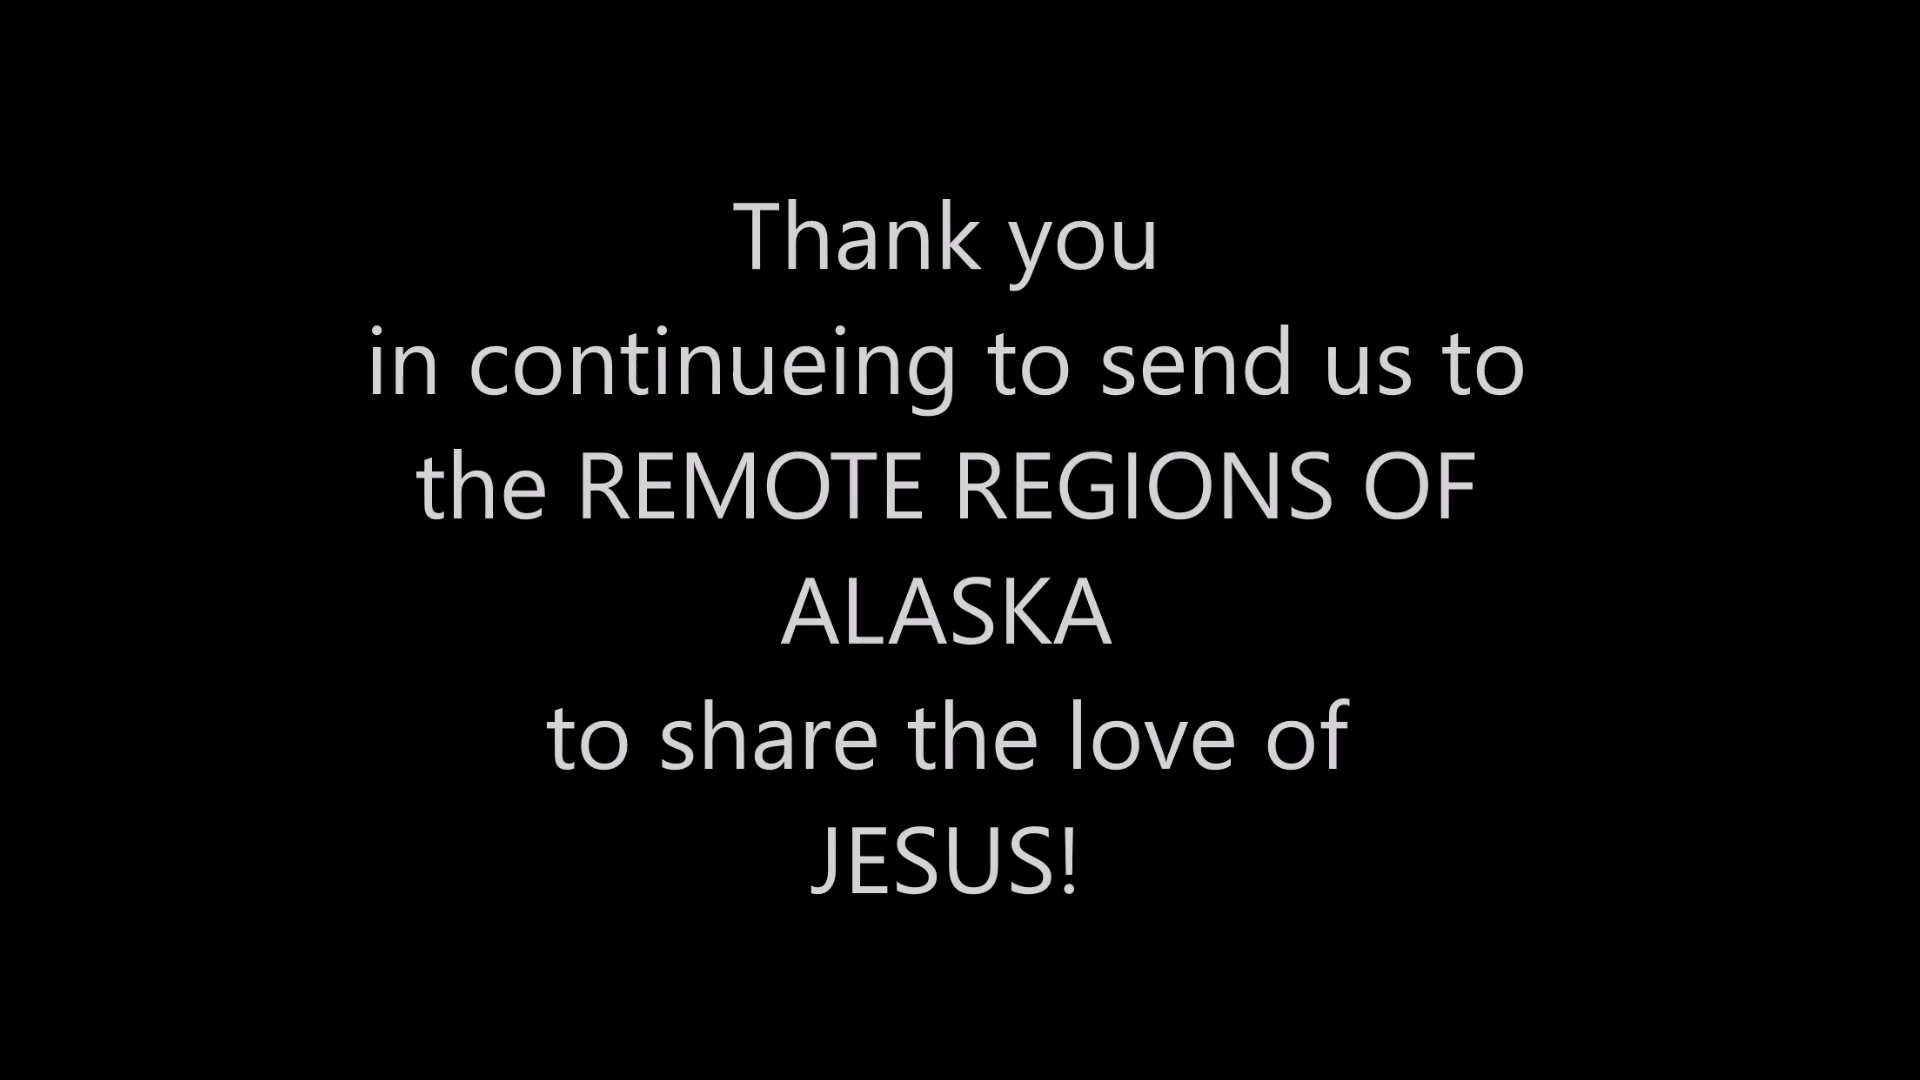 Thank you
in continueing to send us to
the REMOTE REGIONS OF
ALASKA
to share the love of
JESUS!